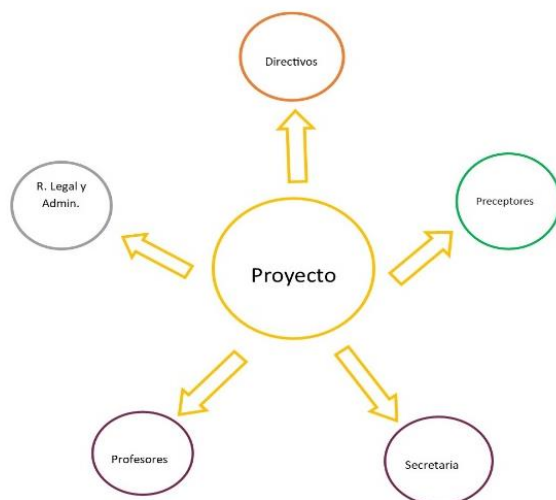 Directivos
R. Legal y
Admin.
Preceptores
Proyecto
Profesores
Secretaria